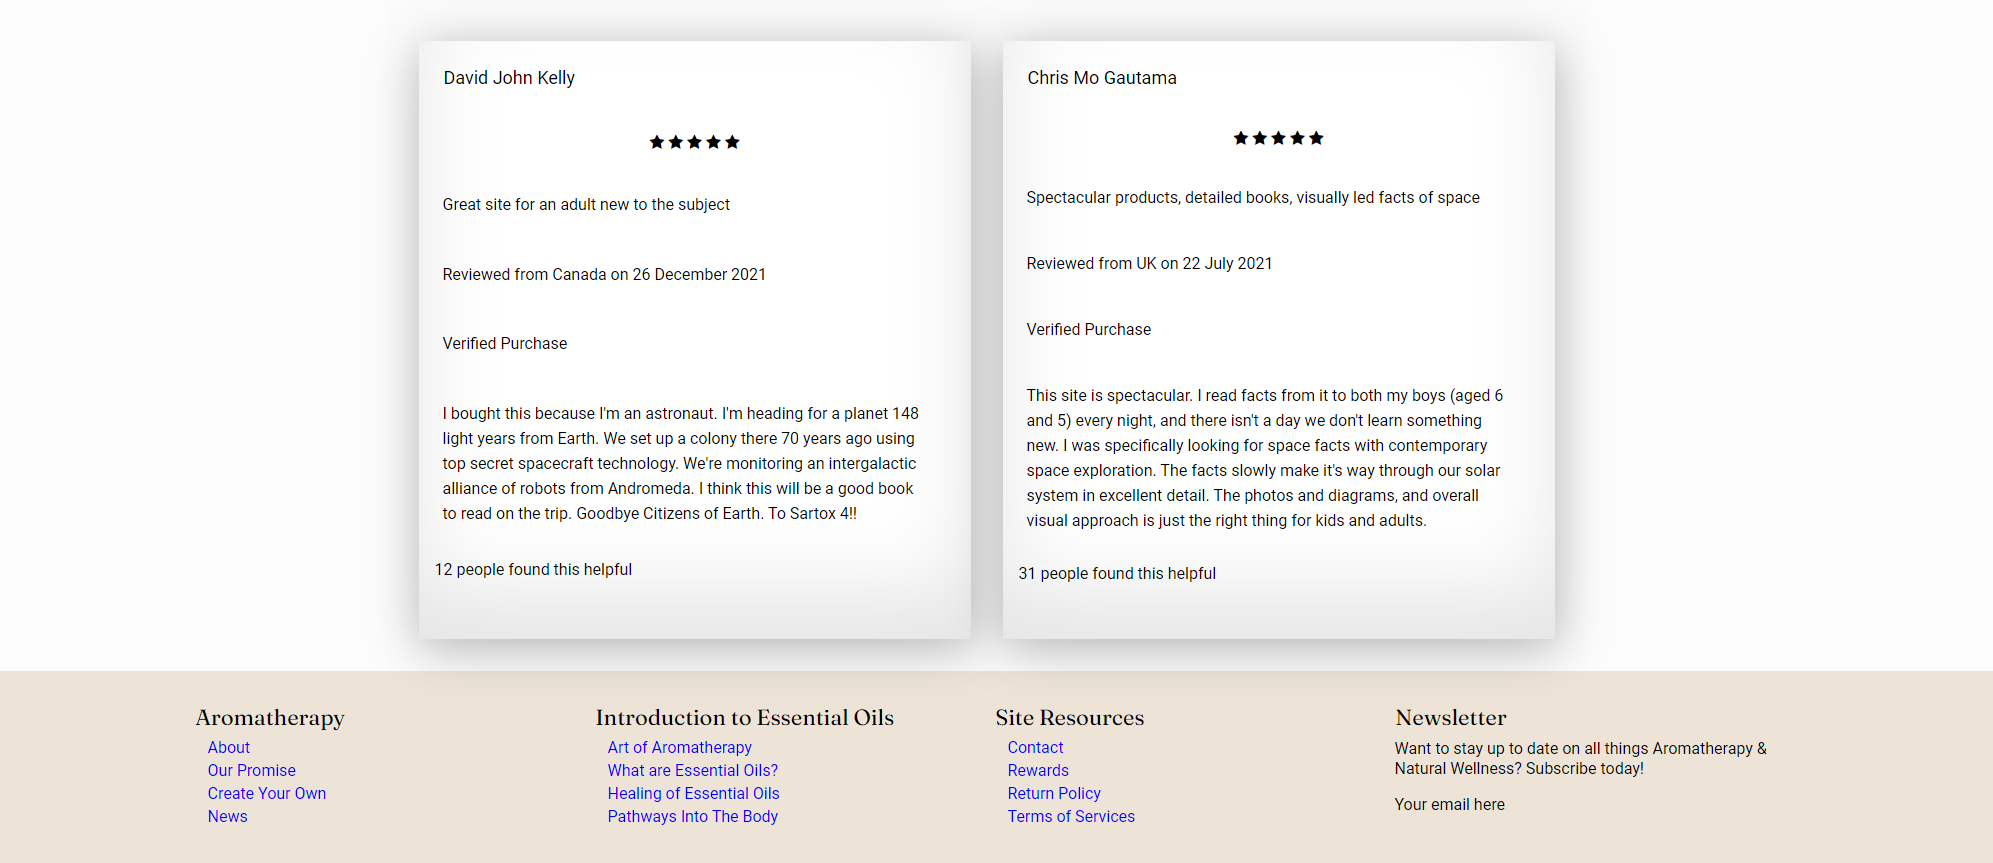 David John Kelly
★★★★★
Great site for an adult new to the subject
Reviewed from Canada on 26 December 2021
Verified Purchase
I bought this because I'm an astronaut. I'm heading for a planet 148
light years from Earth. We set up a colony there 70 years ago using
top secret spacecraft technology. We're monitoring an intergalactic
alliance of robots from Andromeda. I think this will be a good book
to read on the trip. Goodbye Citizens of Earth. To Sartox 4!!
12 people found this helpful
Chris Mo Gautama
★★★★★
Spectacular products, detailed books, visually led facts of space
Reviewed from UK on 22 July 2021
Verified Purchase
This site is spectacular. I read facts from it to both my boys (aged 6
and 5) every night, and there isn't a day we don't learn something
new. I was specifically looking for space facts with contemporary
space exploration. The facts slowly make it's way through our solar
system in excellent detail. The photos and diagrams, and overall
visual approach is just the right thing for kids and adults.
31 people found this helpful
Aromatherapy
About
Our Promise
Create Your Own
News
Introduction to Essential Oils
Art of Aromatherapy
What are Essential Oils?
Healing of Essential Oils
Pathways Into The Body
Site Resources
Contact
Rewards
Return Policy
Terms of Services
Newsletter
Want to stay up to date on all things Aromatherapy &
Natural Wellness? Subscribe today!
Your email here